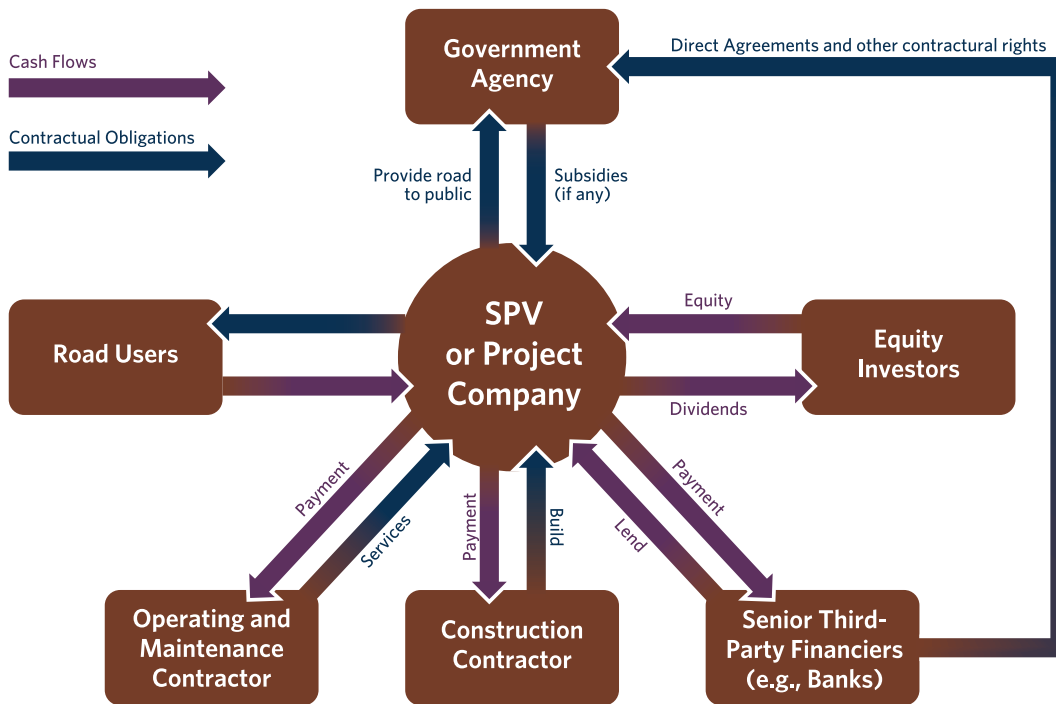 Cash Flows
Contractual Obligations
Government
Agency
Direct Agreements and other contractural rights
Provide road
to public
Subsidies
(if any)
Road Users
SPV
or Project
Company
Equity
Equity
Investors
Dividends
Payment
Services
Payment
Build
Lend
Payment
Operating and
Maintenance
Contractor
Construction
Contractor
Senior Third-
Party Financiers
(e.g., Banks)